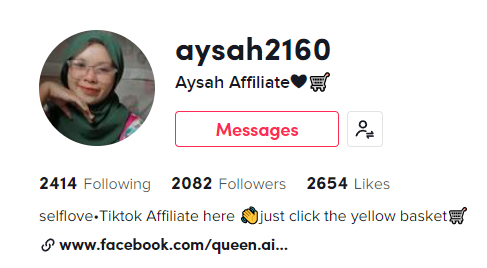 aysah2160
Aysah Affiliate🖤🛒
Messages
2414 Following 2082 Followers 2654 Likes
selflove•Tiktok Affiliate here 👏just click the yellow basket🛒
www.facebook.com/queen.ai...